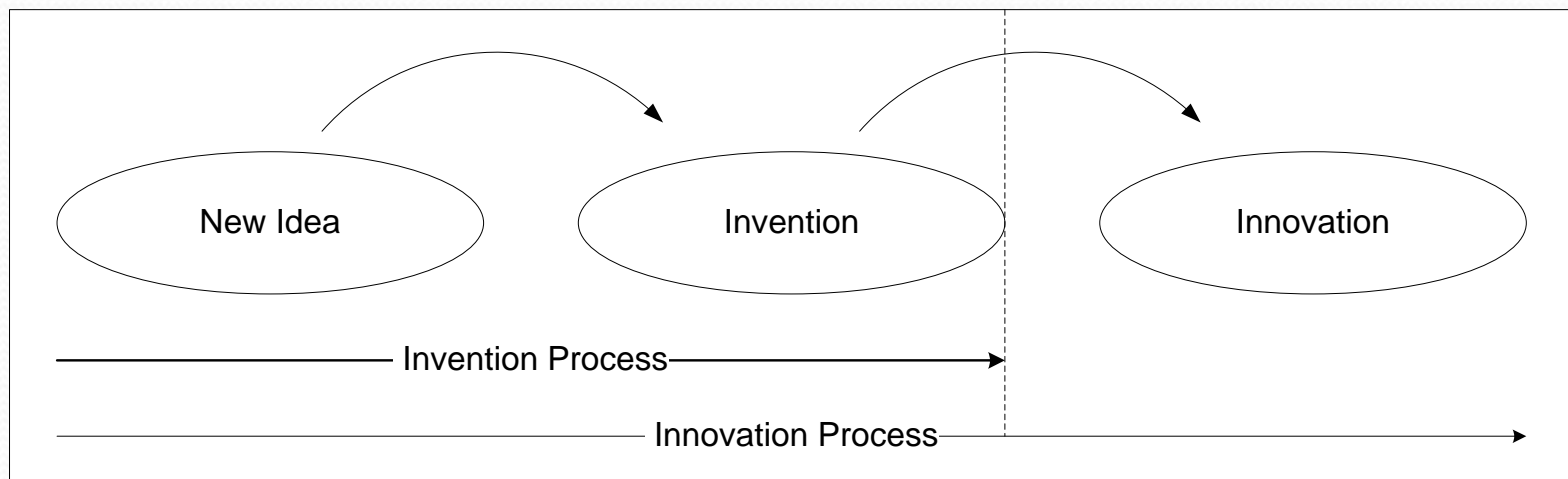 New Idea
Invention
Innovation
Invention Process
Innovation Process